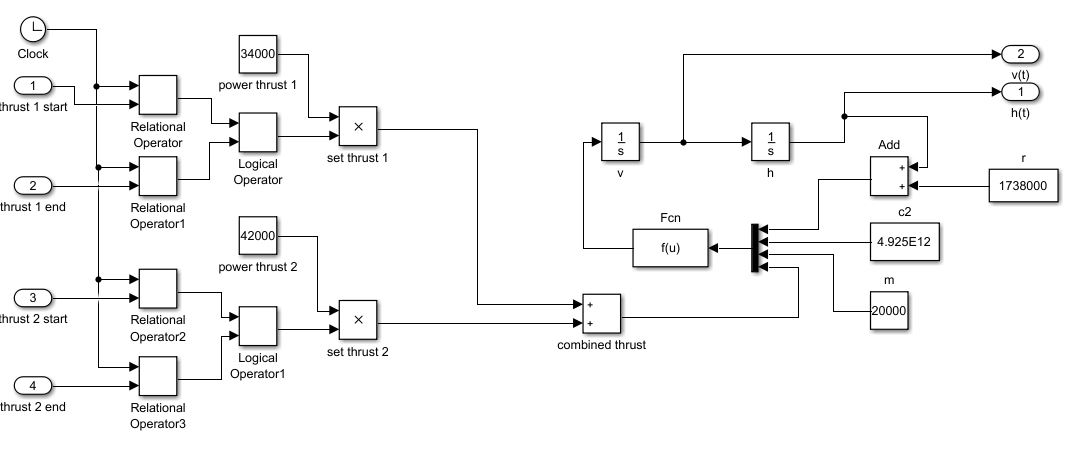 Clock
1
thrust 1 start
Relational
Operator
34000
power thrust 1
Logical
Operator
×
set thrust 1
2
thrust 1 end
Relational
Operator1
42000
power thrust 2
3
thrust 2 start
Relational
Operator2
Logical
Operator1
×
set thrust 2
4
thrust 2 end
Relational
Operator3
+
+
combined thrust
1
s
v
1
s
h
2
v(t)
1
h(t)
Add
+
+
r
1738000
c2
4.925E12
Fcn
f(u)
m
20000